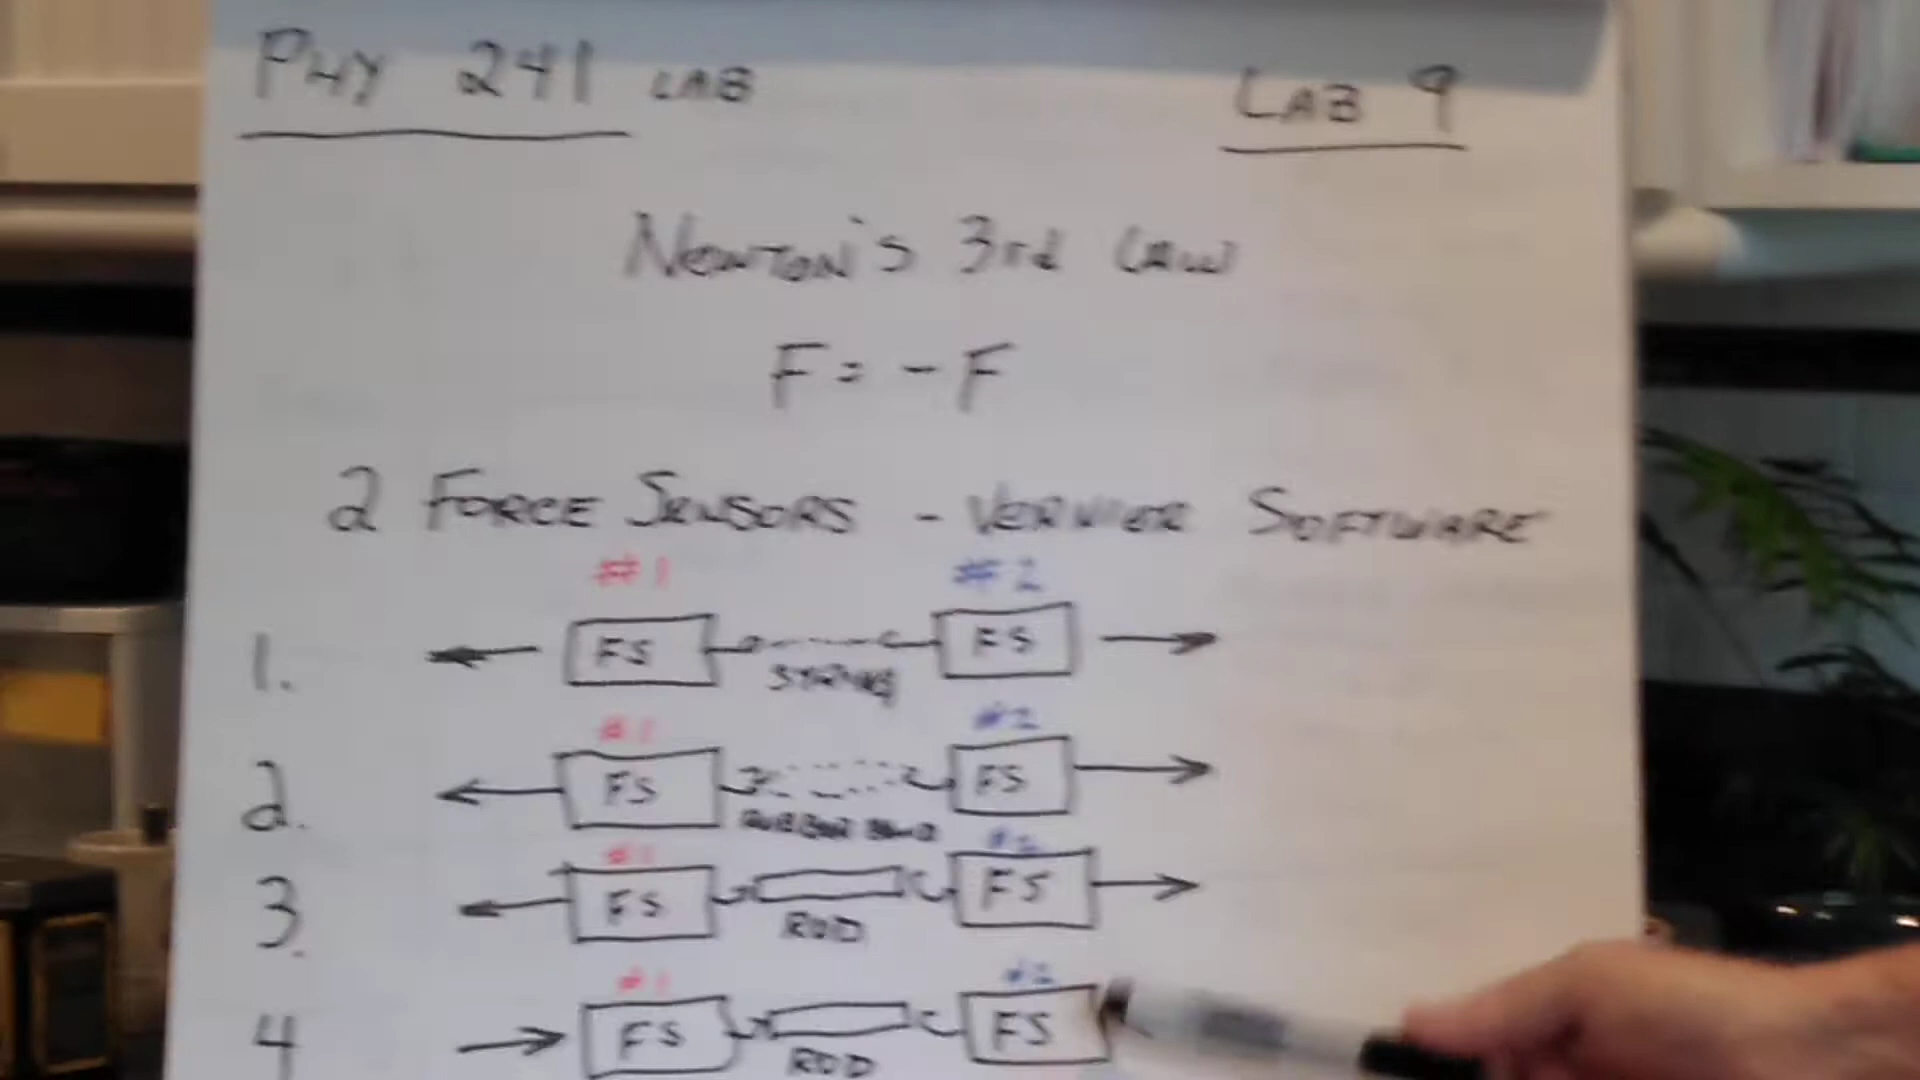 PHY 241 LAB LAB 9
NEWTON'S 3rd LAW
F = - F
2 FORCE SENSORS - VERNIER SOFTWARE
#1 #2
1. FS FS
STRING
#1 #2
2. FS FS
RUBBER BAND
#1 #2
3. FS FS
ROD
#1 #2
4 FS FS
ROD